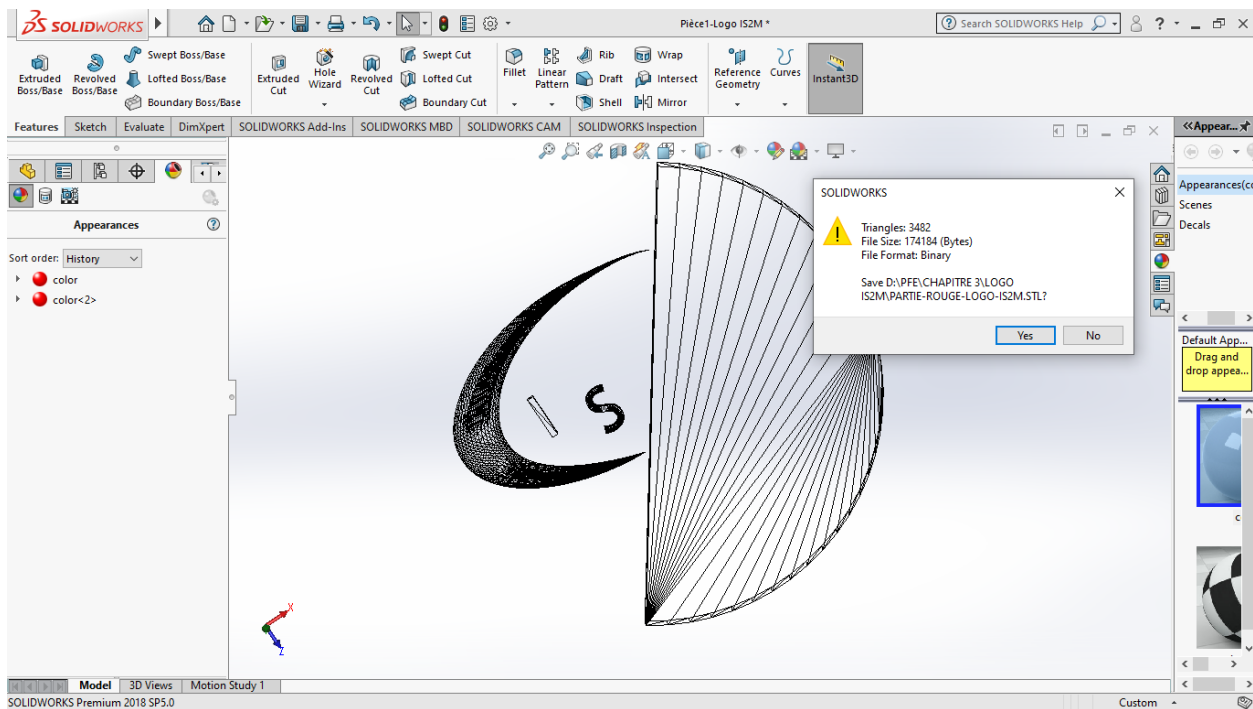 SOLIDWORKS
Pièce1-Logo IS2M *
Search SOLIDWORKS Help
?
Extruded Boss/Base
Revolved Boss/Base
Swept Boss/Base
Lofted Boss/Base
Boundary Boss/Base
Extruded Cut
Hole Wizard
Revolved Cut
Swept Cut
Lofted Cut
Boundary Cut
Fillet
Linear Pattern
Rib
Draft
Shell
Wrap
Intersect
Mirror
Reference Geometry
Curves
Instant3D
Features Sketch Evaluate DimXpert SOLIDWORKS Add-Ins SOLIDWORKS MBD SOLIDWORKS CAM SOLIDWORKS Inspection
Appearances
Sort order: History
color
color<2>
SOLIDWORKS
Triangles: 3482
File Size: 174184 (Bytes)
File Format: Binary
Save D:\PFE\CHAPITRE 3\LOGO
IS2M\PARTIE-ROUGE-LOGO-IS2M.STL?
Yes No
I S
X
Z
«Appear...
Appearances(co
Scenes
Decals
Default App...
Drag and
drop appea...
c
Model 3D Views Motion Study 1
SOLIDWORKS Premium 2018 SP5.0
Custom